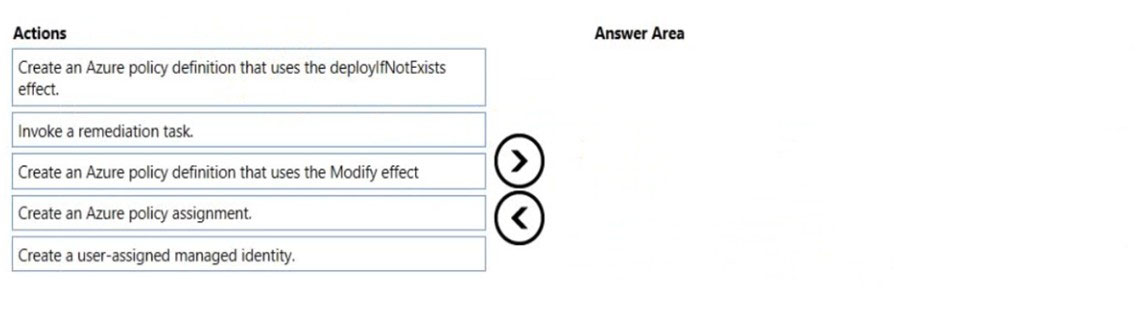 Actions
Answer Area
Create an Azure policy definition that uses the deployIfNotExists
effect.
Invoke a remediation task.
Create an Azure policy definition that uses the Modify effect
Create an Azure policy assignment.
Create a user-assigned managed identity.